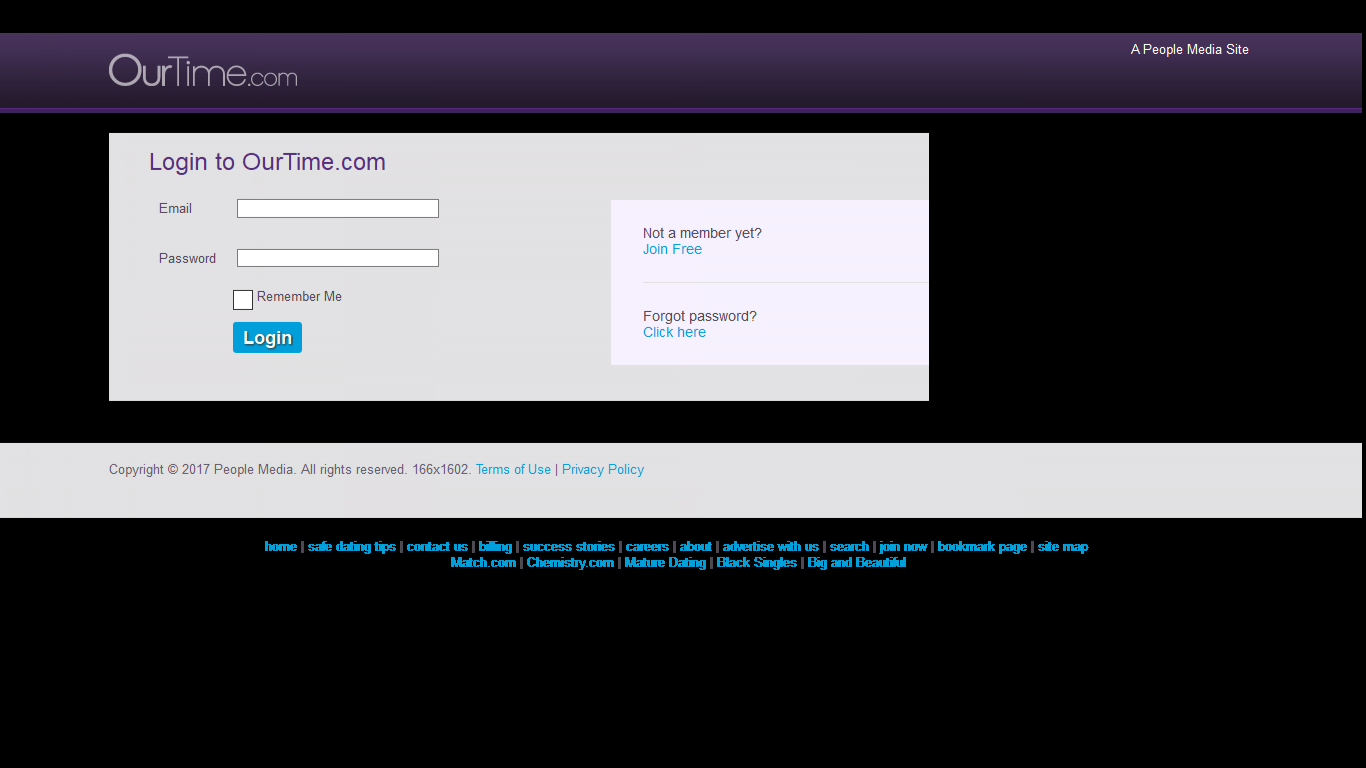 A People Media Site
OurTime.com
Login to OurTime.com
Email
Password
Remember Me
Login
Not a member yet?
Join Free
Forgot password?
Click here
Copyright © 2017 People Media. All rights reserved. 166x1602. Terms of Use | Privacy Policy
home | safe dating tips | contact us | billing | success stories | careers | about | advertise with us | search | join now | bookmark page | site map
Match.com | Chemistry.com | Mature Dating | Black Singles | Big and Beautiful